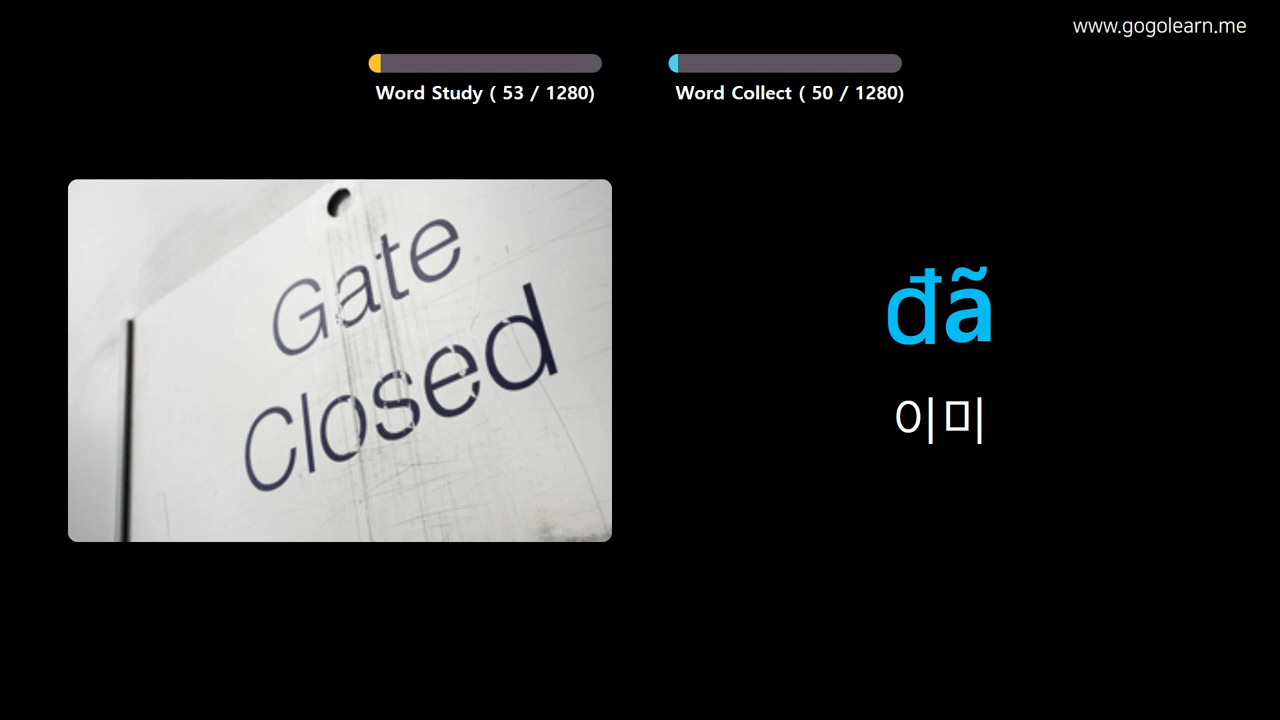 www.gogolearn.me
Word Study ( 53 / 1280)
Word Collect ( 50 / 1280)
Gate
Closed
đã
이미